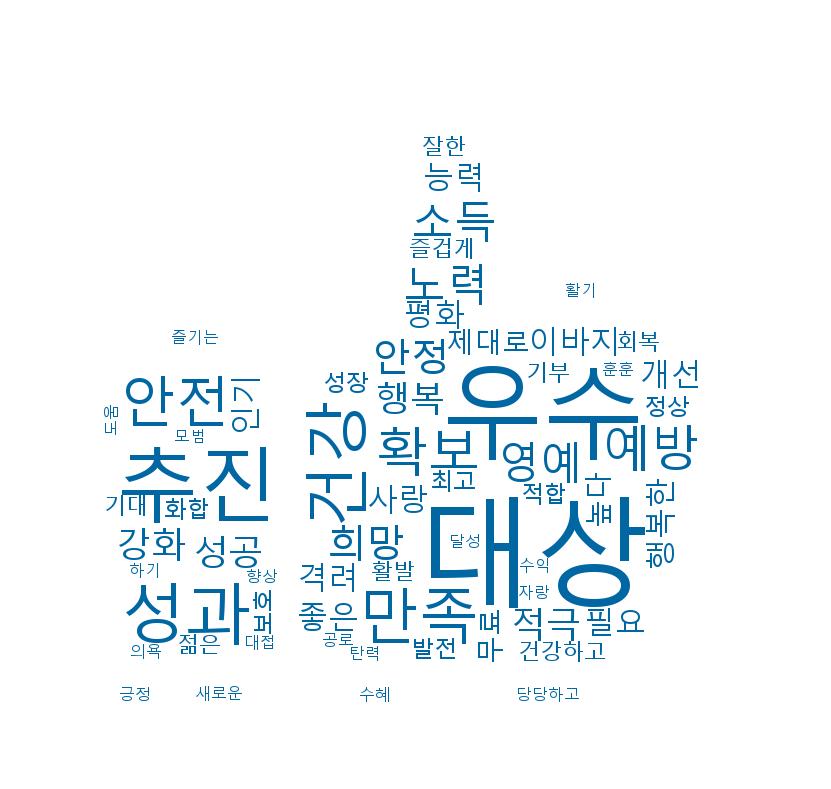 잘한
능력
소득
즐겁게
노력
활기
평화
즐기는
제대로
이바지
회복
안정
기부
훈훈
개선
성장
행복
우수
정상
안전
인기
도움
모범
건강
확보
영예
예방
추진
최고
사랑
적합
높다
행복한
기대
화합
희망
달성
대상
강화
성공
수익
하기
향상
격려
활발
자랑
성과
보호
좋은
만족
마련
적극
필요
공로
의욕
젊은
대접
탄력
발전
건강하고
긍정
새로운
수혜
당당하고